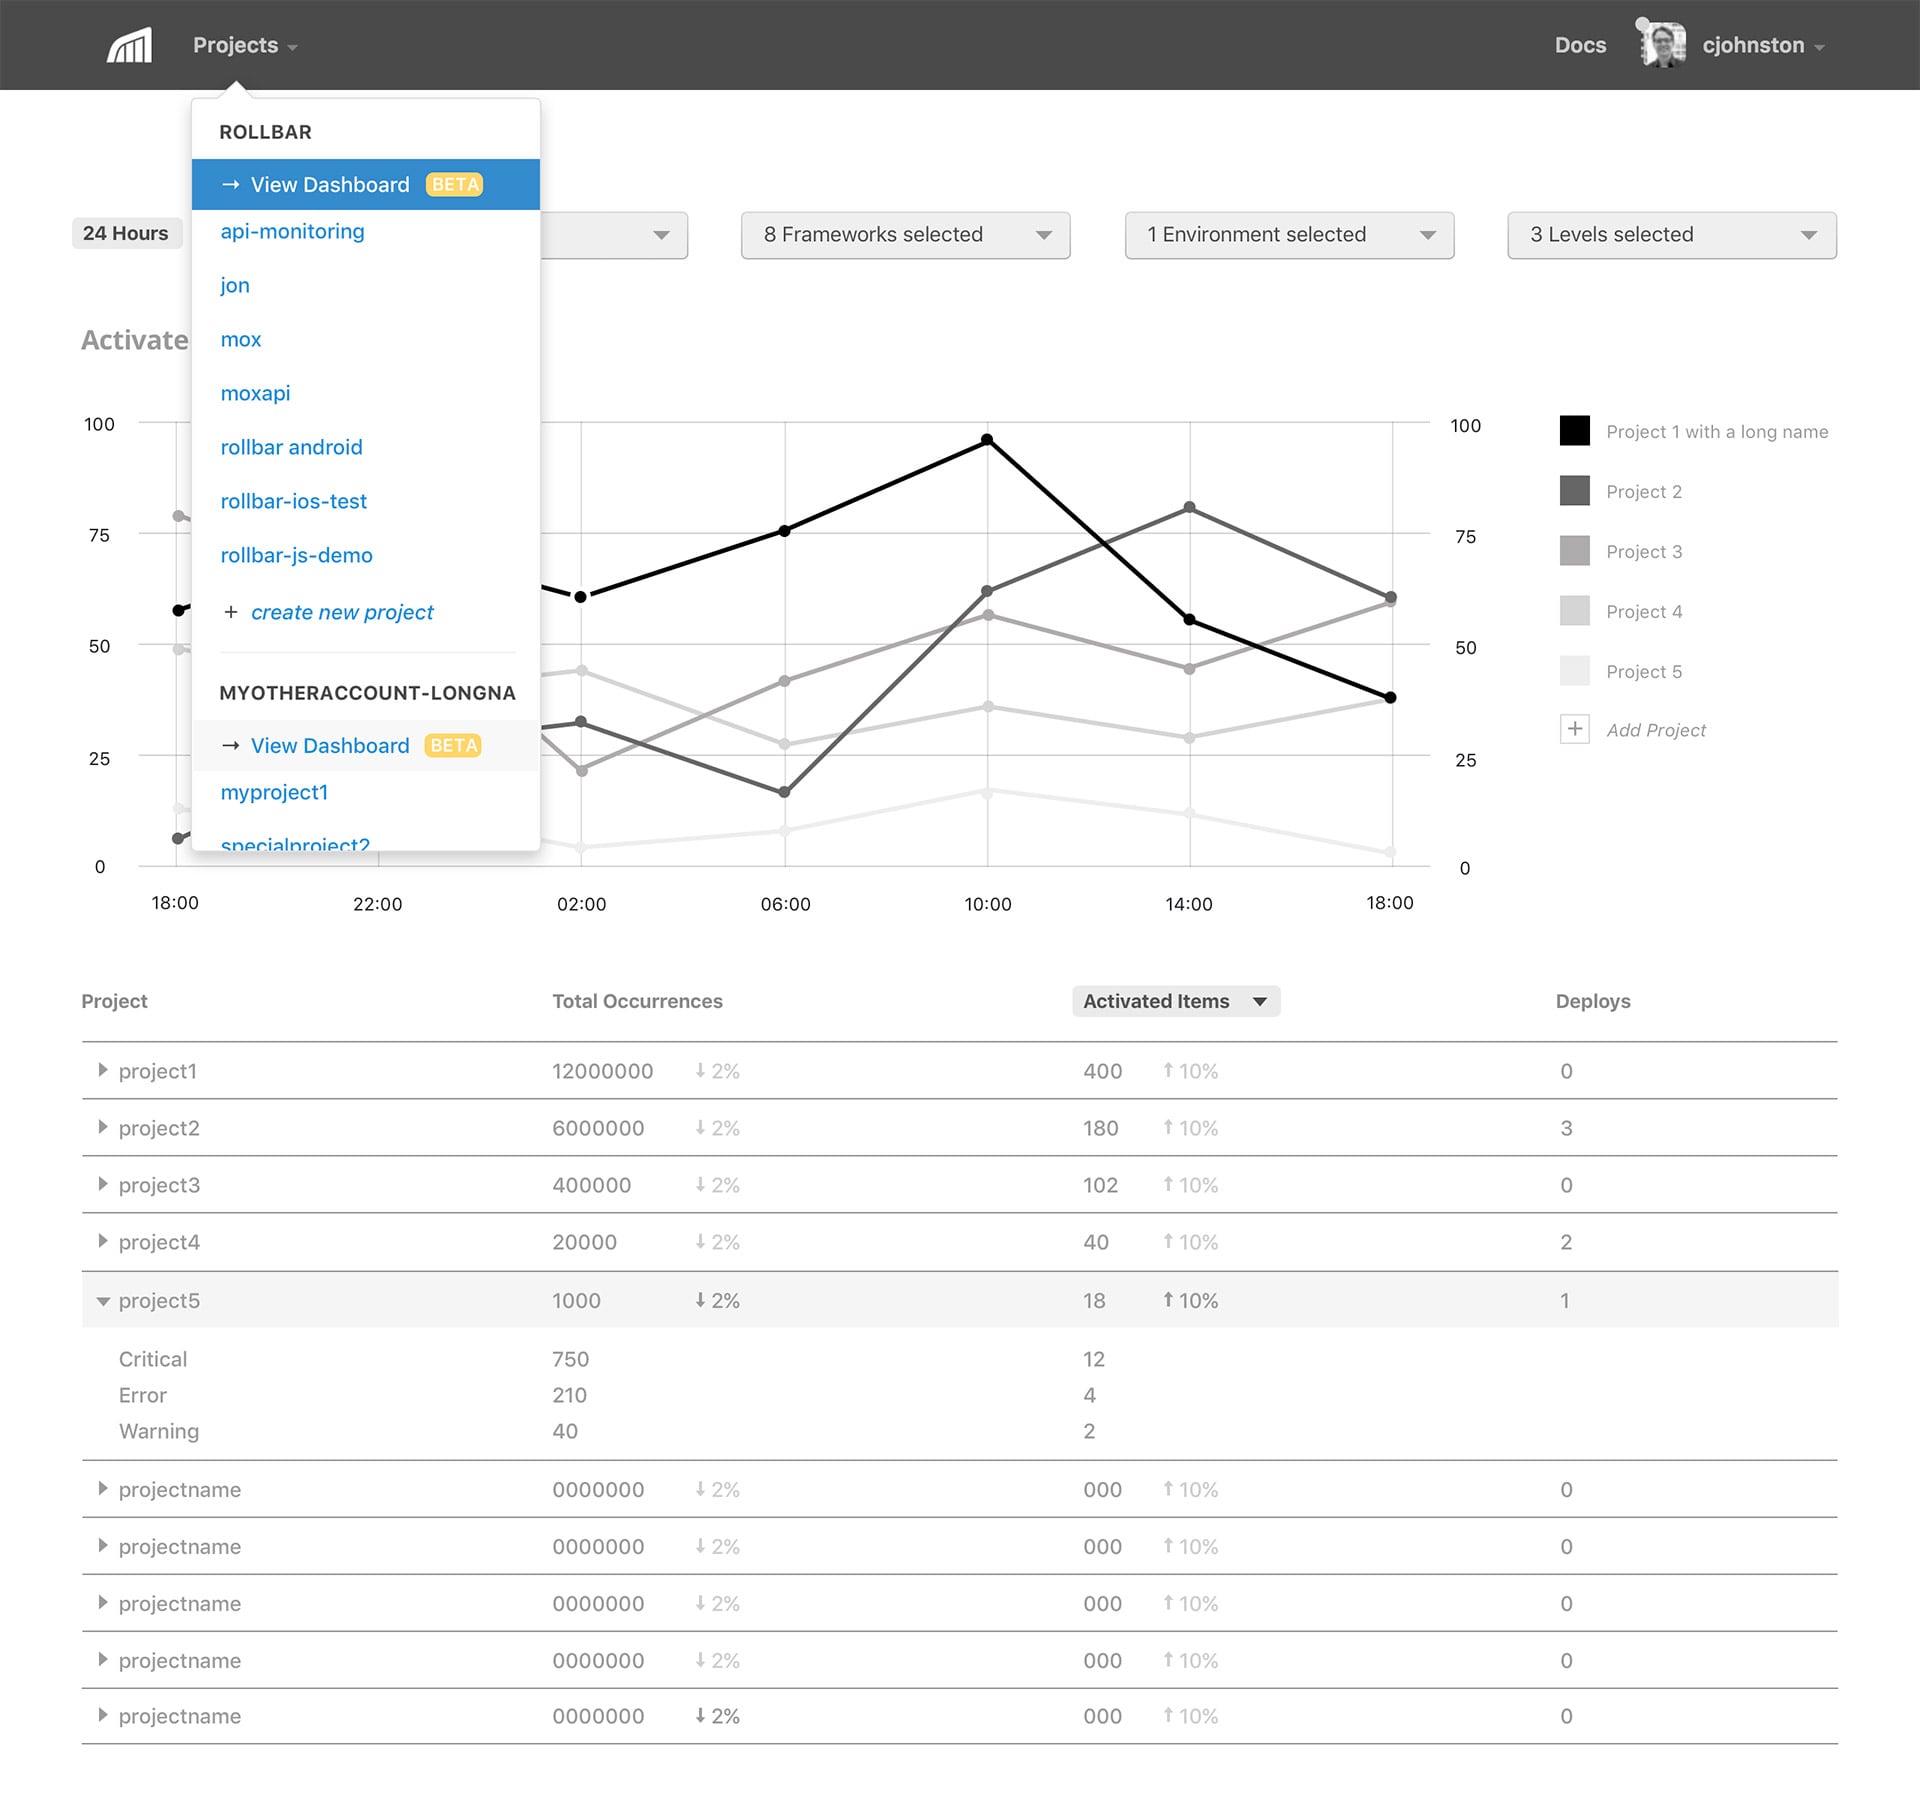 Projects
Docs
cjohnston
ROLLBAR
→ View Dashboard BETA
api-monitoring
jon
mox
moxapi
rollbar android
rollbar-ios-test
rollbar-js-demo
+ create new project
MYOTHERACCOUNT-LONGNA
→ View Dashboard BETA
myproject1
specialproject2
24 Hours
8 Frameworks selected
1 Environment selected
3 Levels selected
Activate
100
75
50
25
0
100
75
50
25
0
18:00 22:00 02:00 06:00 10:00 14:00 18:00
Project 1 with a long name
Project 2
Project 3
Project 4
Project 5
+ Add Project
Project Total Occurrences Activated Items Deploys
project1 12000000 ↓ 2% 400 ↑ 10% 0
project2 6000000 ↓ 2% 180 ↑ 10% 3
project3 400000 ↓ 2% 102 ↑ 10% 0
project4 20000 ↓ 2% 40 ↑ 10% 2
project5 1000 ↓ 2% 18 ↑ 10% 1
Critical 750 12
Error 210 4
Warning 40 2
projectname 0000000 ↓ 2% 000 ↑ 10% 0
projectname 0000000 ↓ 2% 000 ↑ 10% 0
projectname 0000000 ↓ 2% 000 ↑ 10% 0
projectname 0000000 ↓ 2% 000 ↑ 10% 0
projectname 0000000 ↓ 2% 000 ↑ 10% 0